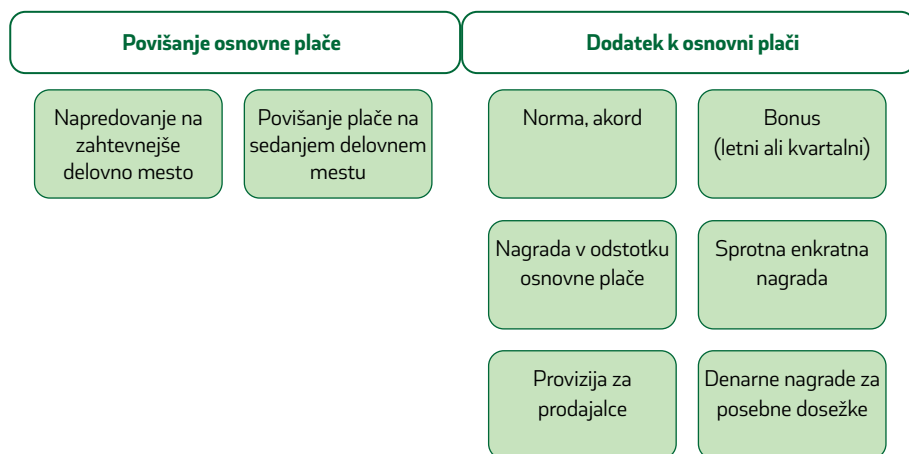 Povišanje osnovne plače
Dodatek k osnovni plači
Napredovanje na
zahtevnejše
delovno mesto
Povišanje plače na
sedanjem delovnem
mestu
Norma, akord
Bonus
(letni ali kvartalni)
Nagrada v odstotku
osnovne plače
Sprotna enkratna
nagrada
Provizija za
prodajalce
Denarne nagrade za
posebne dosežke